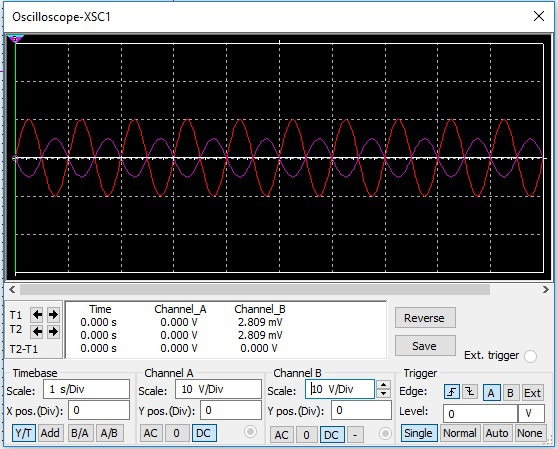 Oscilloscope-XSC1
Time Channel_A Channel_B
T1 0.000 s 0.000 V 2.809 mV
T2 0.000 s 0.000 V 2.809 mV
T2-T1 0.000 s 0.000 V 0.000 V
Reverse
Save
Ext. trigger
Timebase
Scale: 1 s/Div
X pos.(Div): 0
Y/T Add B/A A/B
Channel A
Scale: 10 V/Div
Y pos.(Div): 0
AC 0 DC
Channel B
Scale: 10 V/Div
Y pos.(Div): 0
AC 0 DC -
Trigger
Edge: A B Ext
Level: 0 V
Single Normal Auto None